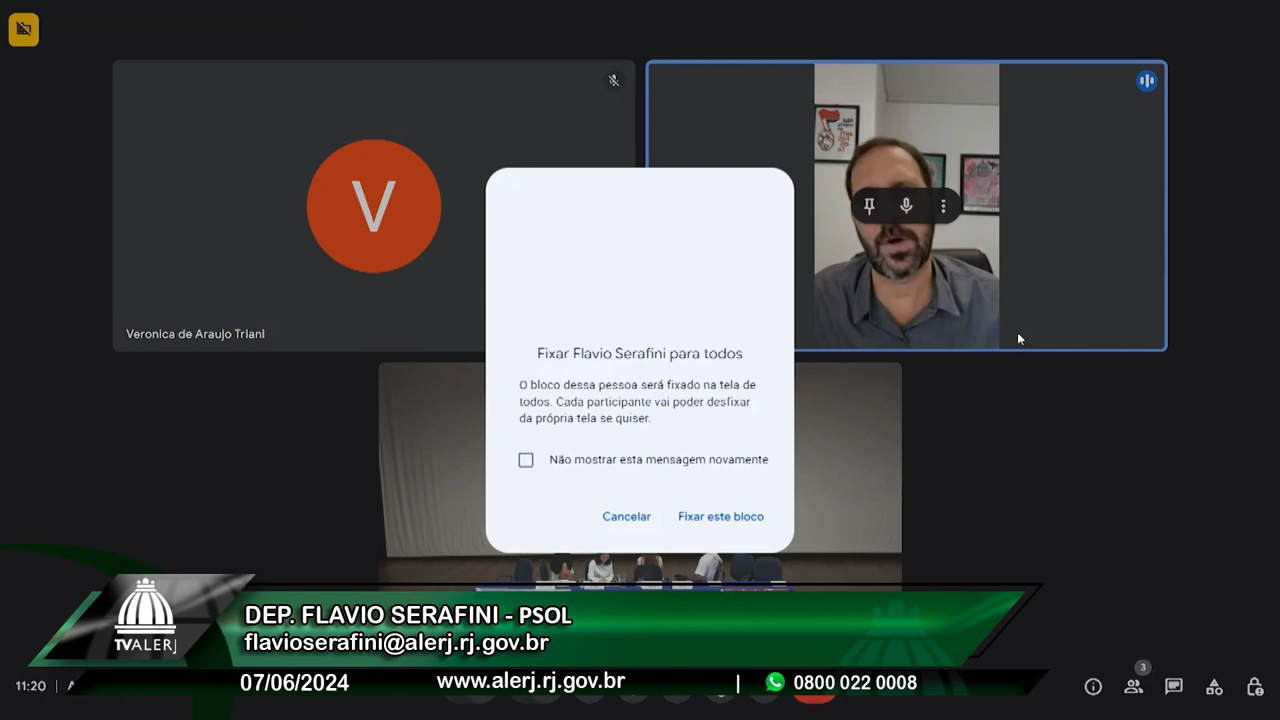 V
Veronica de Araujo Triani
Fixar Flavio Serafini para todos
O bloco dessa pessoa será fixado na tela de
todos. Cada participante vai poder desfixar
da própria tela se quiser.
Não mostrar esta mensagem novamente
Cancelar
Fixar este bloco
TVALERJ
DEP. FLAVIO SERAFINI - PSOL
flavioserafini@alerj.rj.gov.br
3
11:20 |
07/06/2024
www.alerj.rj.gov.br
| 0800 022 0008